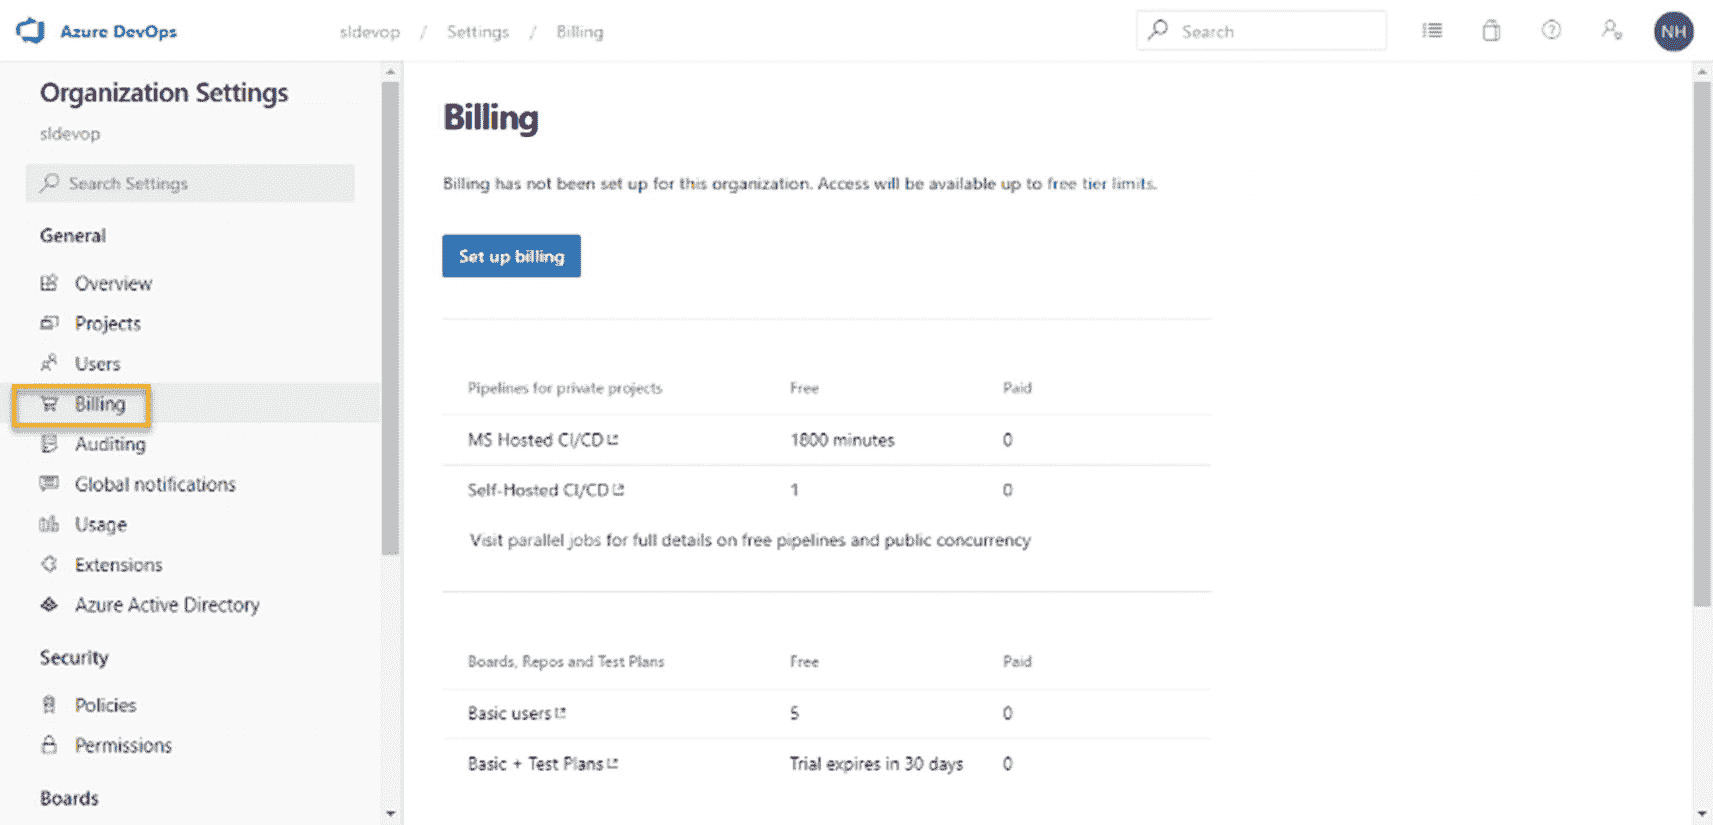 Azure DevOps
sldevop / Settings / Billing
Search
NH
Organization Settings
sldevop
Search Settings
General
Overview
Projects
Users
Billing
Auditing
Global notifications
Usage
Extensions
Azure Active Directory
Security
Policies
Permissions
Boards
Billing
Billing has not been set up for this organization. Access will be available up to free tier limits.
Set up billing
Pipelines for private projects Free Paid
MS Hosted CI/CD 1800 minutes 0
Self-Hosted CI/CD 1 0
Visit parallel jobs for full details on free pipelines and public concurrency
Boards, Repos and Test Plans Free Paid
Basic users 5 0
Basic + Test Plans Trial expires in 30 days 0